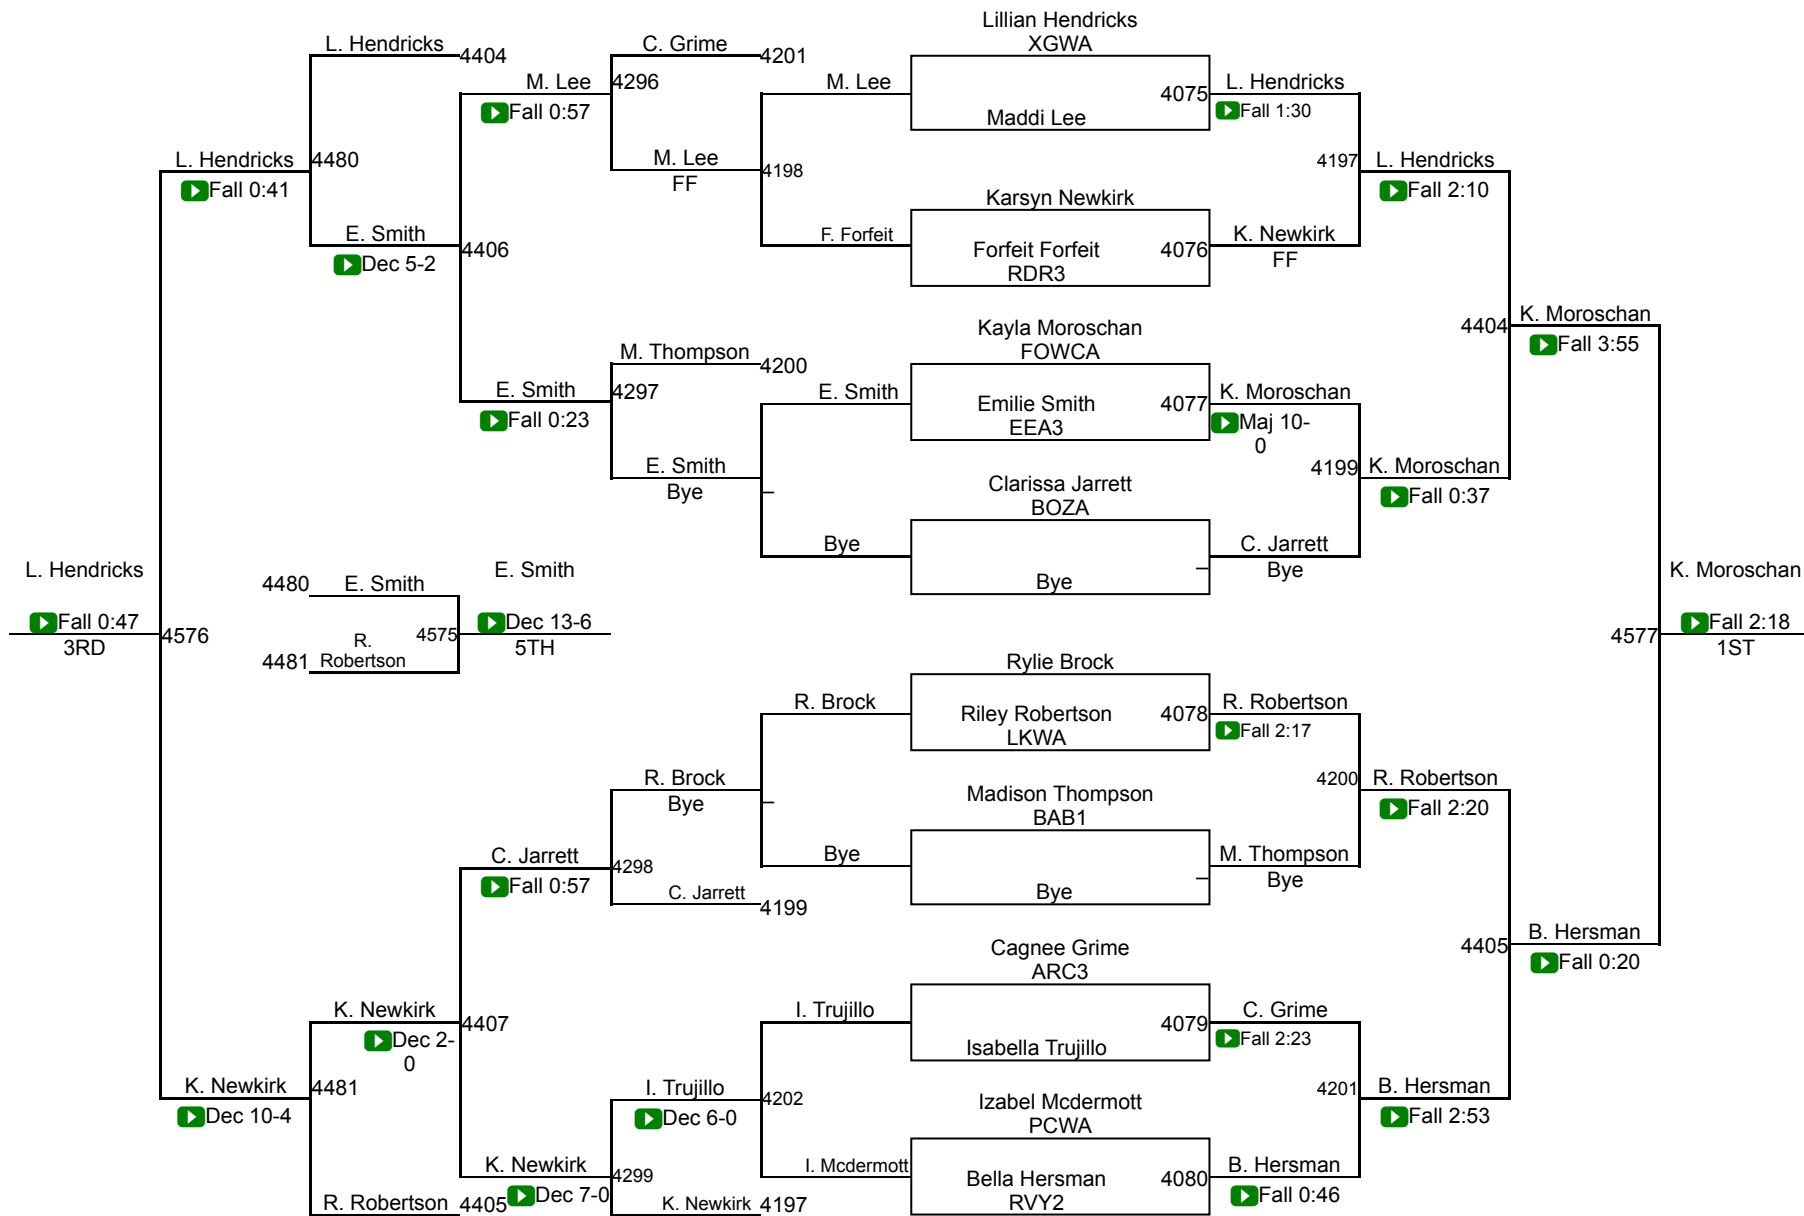 Lillian Hendricks
XGWA
L. Hendricks
4404
C. Grime
4201
M. Lee
4296
M. Lee
4075
L. Hendricks
Fall 0:57
Maddi Lee
Fall 1:30
L. Hendricks
4480
M. Lee
4198
4197
L. Hendricks
Fall 0:41
FF
Fall 2:10
Karsyn Newkirk
E. Smith
4406
F. Forfeit
Forfeit Forfeit
4076
K. Newkirk
Dec 5-2
RDR3
FF
Kayla Moroschan
4404
K. Moroschan
M. Thompson
4200
FOWCA
Fall 3:55
E. Smith
4297
E. Smith
Emilie Smith
4077
K. Moroschan
Fall 0:23
EEA3
Maj 10-
0
E. Smith
4199
K. Moroschan
Bye
Clarissa Jarrett
Fall 0:37
BOZA
Bye
C. Jarrett
L. Hendricks
4480
E. Smith
E. Smith
Bye
Bye
K. Moroschan
Fall 0:47
4576
R.
4575
Dec 13-6
4577
Fall 2:18
3RD
4481
Robertson
5TH
1ST
Rylie Brock
R. Brock
Riley Robertson
4078
R. Robertson
LKWA
Fall 2:17
R. Brock
4200
R. Robertson
Bye
Madison Thompson
Fall 2:20
BAB1
C. Jarrett
4298
Bye
M. Thompson
Fall 0:57
C. Jarrett
4199
Bye
Bye
Cagnee Grime
4405
B. Hersman
ARC3
Fall 0:20
K. Newkirk
4407
I. Trujillo
4079
C. Grime
Dec 2-
0
Isabella Trujillo
Fall 2:23
K. Newkirk
4481
I. Trujillo
4202
4201
B. Hersman
Dec 10-4
Dec 6-0
Izabel Mcdermott
Fall 2:53
PCWA
K. Newkirk
4299
I. Mcdermott
Bella Hersman
4080
B. Hersman
Dec 7-0
RVY2
Fall 0:46
R. Robertson
4405
K. Newkirk
4197